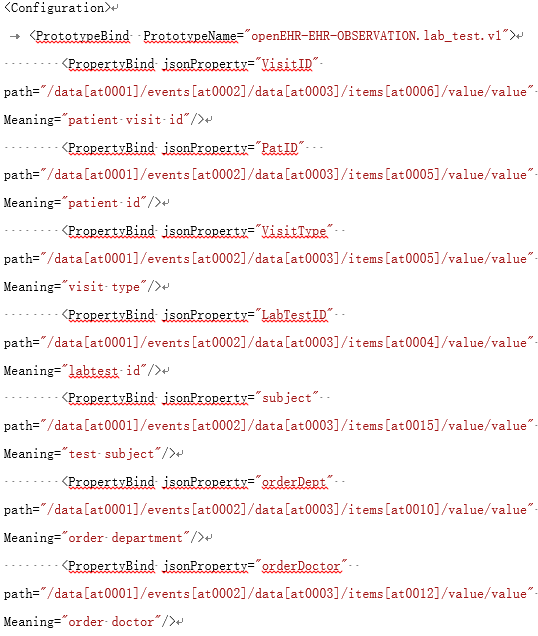 <Configuration>
<PrototypeBind PrototypeName="openEHR-EHR-OBSERVATION.lab_test.v1">
<PropertyBind jsonProperty="VisitID"
path="/data[at0001]/events[at0002]/data[at0003]/items[at0006]/value/value"
Meaning="patient visit id"/>
<PropertyBind jsonProperty="PatID"
path="/data[at0001]/events[at0002]/data[at0003]/items[at0005]/value/value"
Meaning="patient id"/>
<PropertyBind jsonProperty="VisitType"
path="/data[at0001]/events[at0002]/data[at0003]/items[at0005]/value/value"
Meaning="visit type"/>
<PropertyBind jsonProperty="LabTestID"
path="/data[at0001]/events[at0002]/data[at0003]/items[at0004]/value/value"
Meaning="labtest id"/>
<PropertyBind jsonProperty="subject"
path="/data[at0001]/events[at0002]/data[at0003]/items[at0015]/value/value"
Meaning="test subject"/>
<PropertyBind jsonProperty="orderDept"
path="/data[at0001]/events[at0002]/data[at0003]/items[at0010]/value/value"
Meaning="order department"/>
<PropertyBind jsonProperty="orderDoctor"
path="/data[at0001]/events[at0002]/data[at0003]/items[at0012]/value/value"
Meaning="order doctor"/>